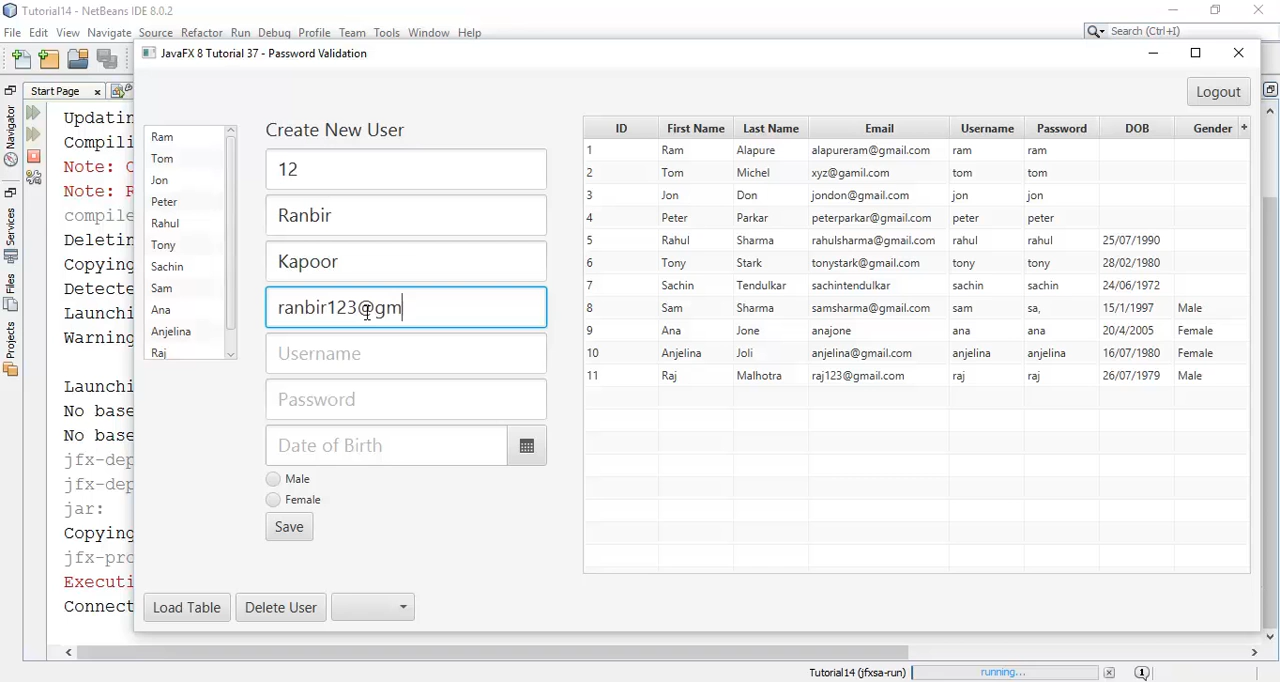 Tutorial14 - NetBeans IDE 8.0.2
File Edit View Navigate Source Refactor Run Debug Profile Team Tools Window Help
Search (Ctrl+I)
JavaFX 8 Tutorial 37 - Password Validation
Start Page
Navigator
Services
Files
Projects
Updatin
Compili
Note: 
Note: 
compile
Deletin
Copying
Detecte
Launchi
Warning
Launchi
No base
No base
jfx-dep
jfx-dep
jar:
Copying
jfx-pro
Executi
Connect
Logout
Ram
Tom
Jon
Peter
Rahul
Tony
Sachin
Sam
Ana
Anjelina
Raj
Create New User
12
Ranbir
Kapoor
ranbir123@gm
Username
Password
Date of Birth
Male
Female
Save
Load Table
Delete User
ID First Name Last Name Email Username Password DOB Gender +
1 Ram Alapure alapureram@gmail.com ram ram
2 Tom Michel xyz@gamil.com tom tom
3 Jon Don jondon@gmail.com jon jon
4 Peter Parkar peterparkar@gmail.com peter peter
5 Rahul Sharma rahulsharma@gmail.com rahul rahul 25/07/1990
6 Tony Stark tonystark@gmail.com tony tony 28/02/1980
7 Sachin Tendulkar sachintendulkar sachin sachin 24/06/1972
8 Sam Sharma samsharma@gmail.com sam sa, 15/1/1997 Male
9 Ana Jone anajone ana ana 20/4/2005 Female
10 Anjelina Joli anjelina@gmail.com anjelina anjelina 16/07/1980 Female
11 Raj Malhotra raj123@gmail.com raj raj 26/07/1979 Male
Tutorial14 (jfxsa-run)
running...
1